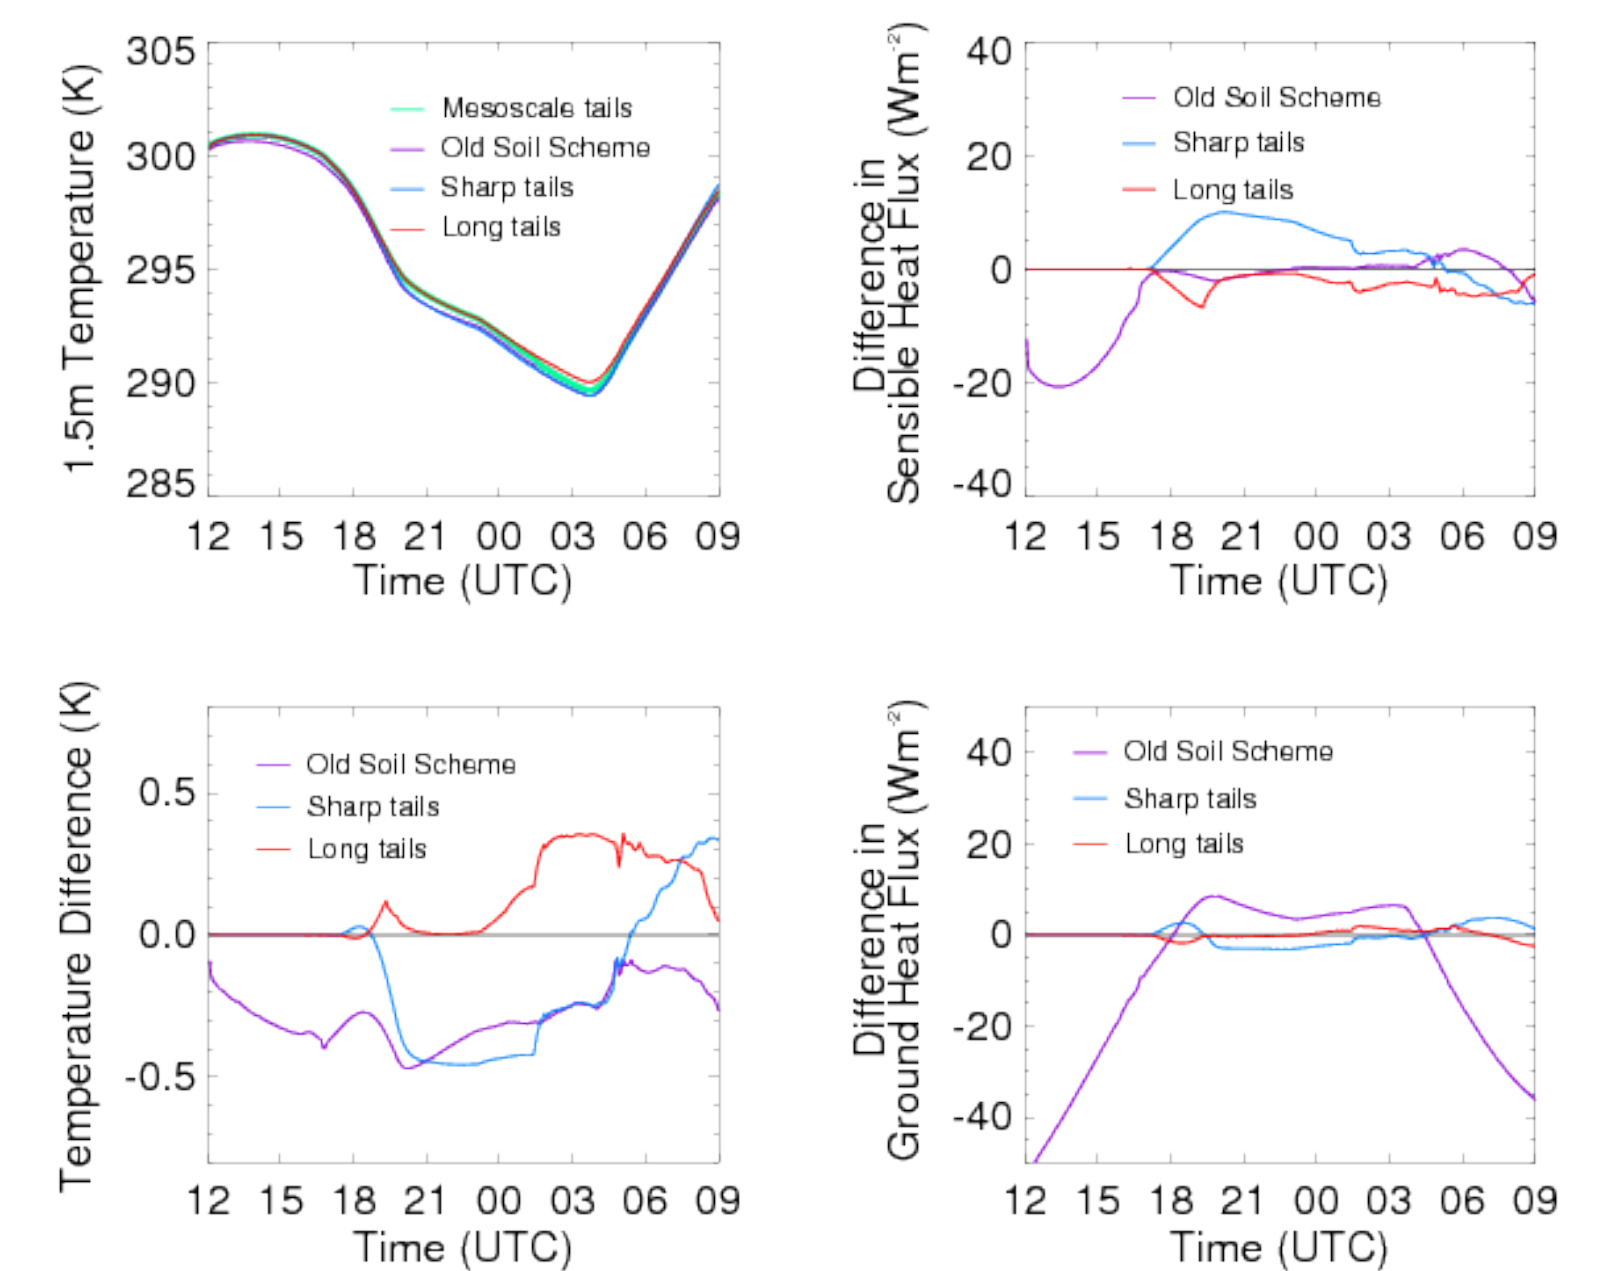 1.5m Temperature (K)
305
300
295
290
285
Mesoscale tails
Old Soil Scheme
Sharp tails
Long tails
12 15 18 21 00 03 06 09
Time (UTC)
Difference in
Sensible Heat Flux (Wm⁻²)
40
20
0
-20
-40
Old Soil Scheme
Sharp tails
Long tails
12 15 18 21 00 03 06 09
Time (UTC)
Temperature Difference (K)
0.5
0.0
-0.5
Old Soil Scheme
Sharp tails
Long tails
12 15 18 21 00 03 06 09
Time (UTC)
Difference in
Ground Heat Flux (Wm⁻²)
40
20
0
-20
-40
Old Soil Scheme
Sharp tails
Long tails
12 15 18 21 00 03 06 09
Time (UTC)